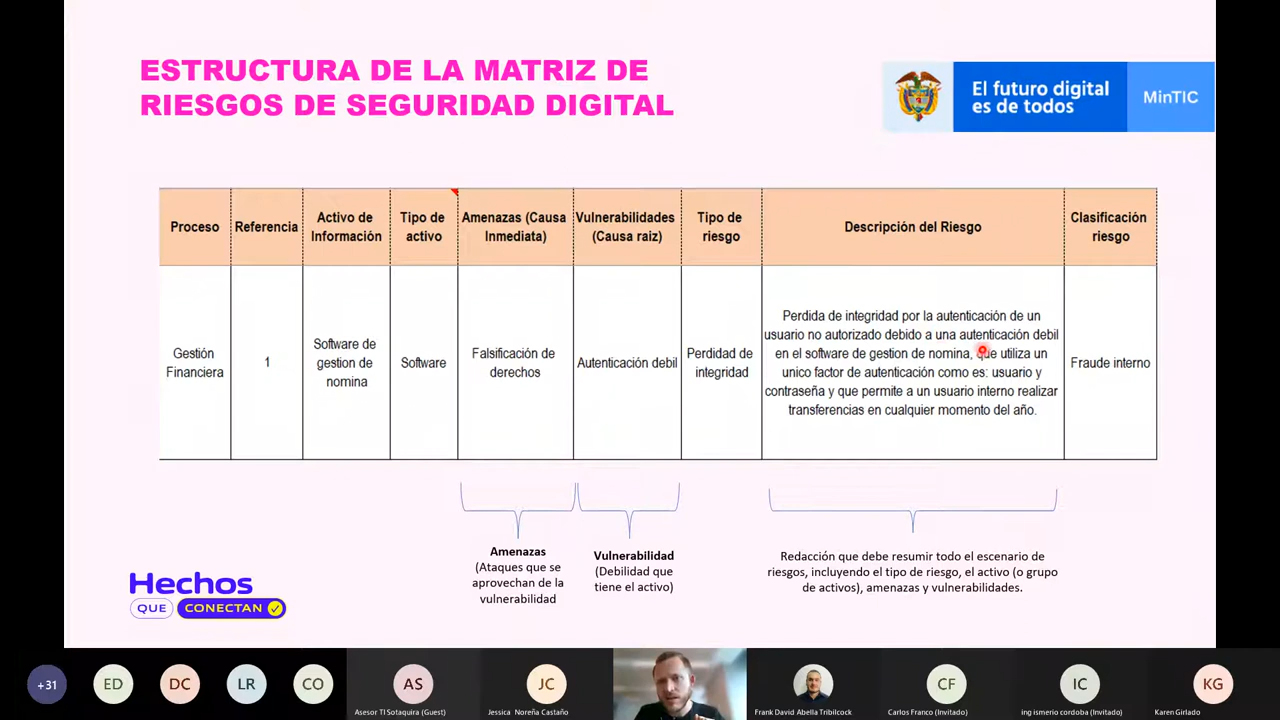 ESTRUCTURA DE LA MATRIZ DE
RIESGOS DE SEGURIDAD DIGITAL
El futuro digital
es de todos
MinTIC
Proceso
Referencia
Activo de
Información
Tipo de
activo
Amenazas (Causa
Inmediata)
Vulnerabilidades
(Causa raiz)
Tipo de
riesgo
Descripción del Riesgo
Clasificación
riesgo
Gestión
Financiera
1
Software de
gestion de
nomina
Software
Falsificación de
derechos
Autenticación debil
Perdidad de
integridad
Perdida de integridad por la autenticación de un
usuario no autorizado debido a una autenticación debil
en el software de gestion de nomina, que utiliza un
unico factor de autenticación como es: usuario y
contraseña y que permite a un usuario interno realizar
transferencias en cualquier momento del año.
Fraude interno
Amenazas
(Ataques que se
aprovechan de la
vulnerabilidad
Vulnerabilidad
(Debilidad que
tiene el activo)
Redacción que debe resumir todo el escenario de
riesgos, incluyendo el tipo de riesgo, el activo (o grupo
de activos), amenazas y vulnerabilidades.
Hechos
QUE CONECTAN
+31
ED
DC
LR
CO
AS
Asesor TI Sotaquira (Guest)
JC
Jessica Noreña Castaño
Frank David Abella Tribilcock
CF
Carlos Franco (Invitado)
IC
ing ismerio cordoba (Invitado)
KG
Karen Girlado